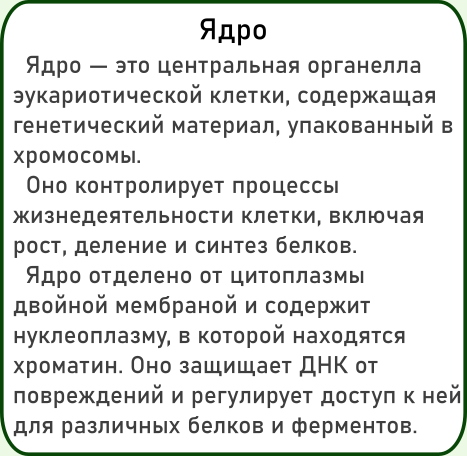 Ядро
Ядро — это центральная органелла
эукариотической клетки, содержащая
генетический материал, упакованный в
хромосомы.
Оно контролирует процессы
жизнедеятельности клетки, включая
рост, деление и синтез белков.
Ядро отделено от цитоплазмы
двойной мембраной и содержит
нуклеоплазму, в которой находятся
хроматин. Оно защищает ДНК от
повреждений и регулирует доступ к ней
для различных белков и ферментов.